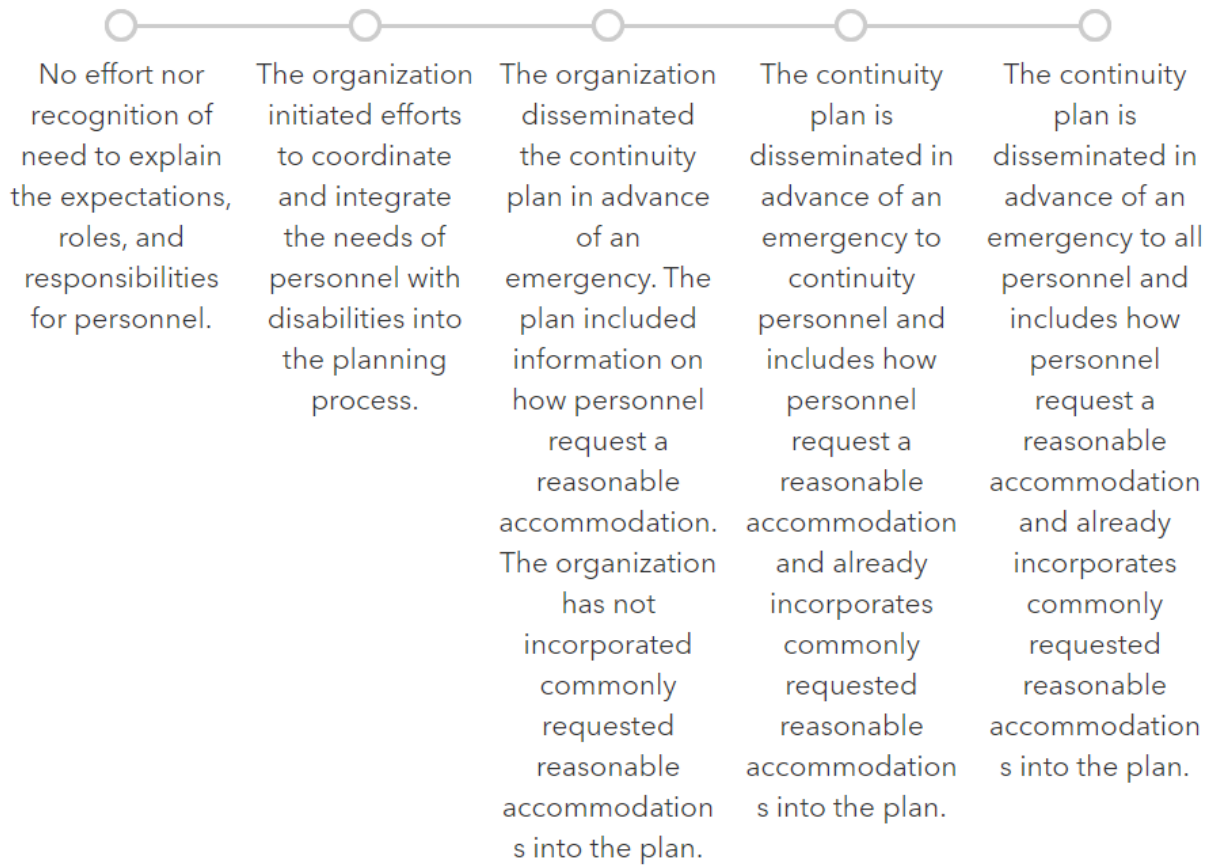 No effort nor
recognition of
need to explain
the expectations,
roles, and
responsibilities
for personnel.
The organization
initiated efforts
to coordinate
and integrate
the needs of
personnel with
disabilities into
the planning
process.
The organization
disseminated
the continuity
plan in advance
of an
emergency. The
plan included
information on
how personnel
request a
reasonable
accommodation.
The organization
has not
incorporated
commonly
requested
reasonable
accommodation
s into the plan.
The continuity
plan is
disseminated in
advance of an
emergency to
continuity
personnel and
includes how
personnel
request a
reasonable
accommodation
and already
incorporates
commonly
requested
reasonable
accommodation
s into the plan.
The continuity
plan is
disseminated in
advance of an
emergency to all
personnel and
includes how
personnel
request a
reasonable
accommodation
and already
incorporates
commonly
requested
reasonable
accommodation
s into the plan.